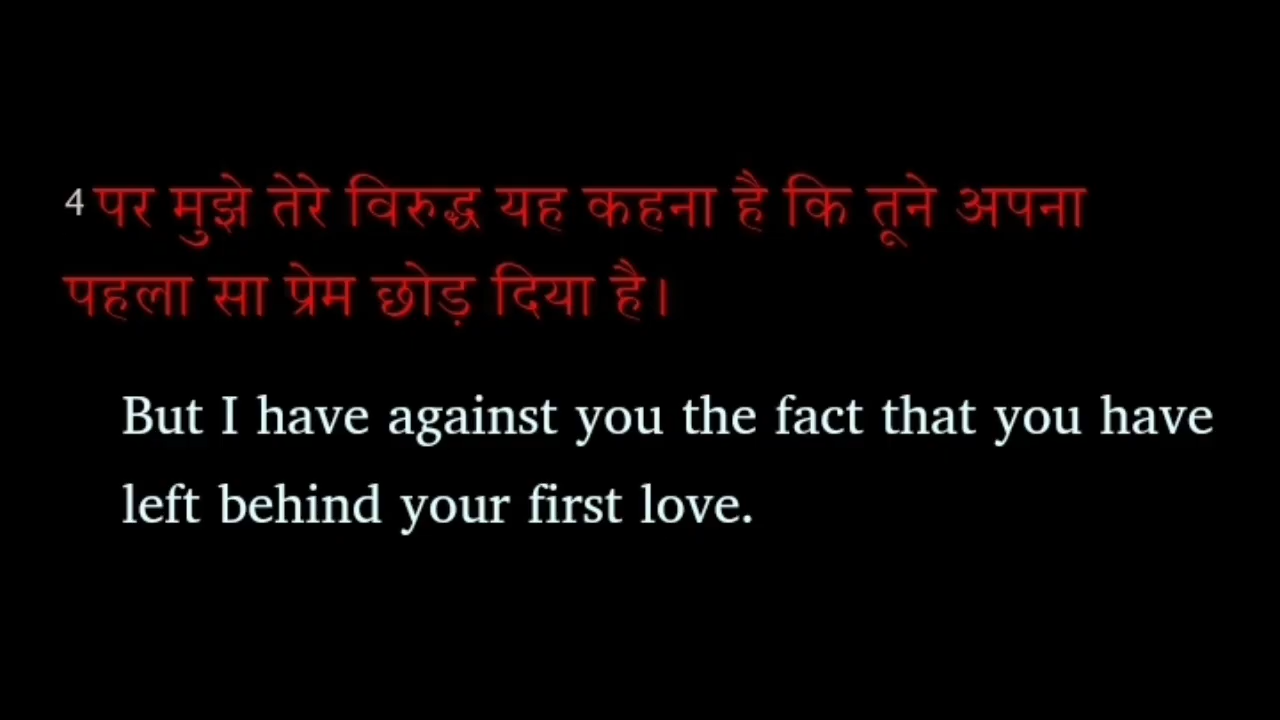 4 पर मुझे तेरे विरुद्ध यह कहना है कि तूने अपना
पहला सा प्रेम छोड़ दिया है।
But I have against you the fact that you have
left behind your first love.